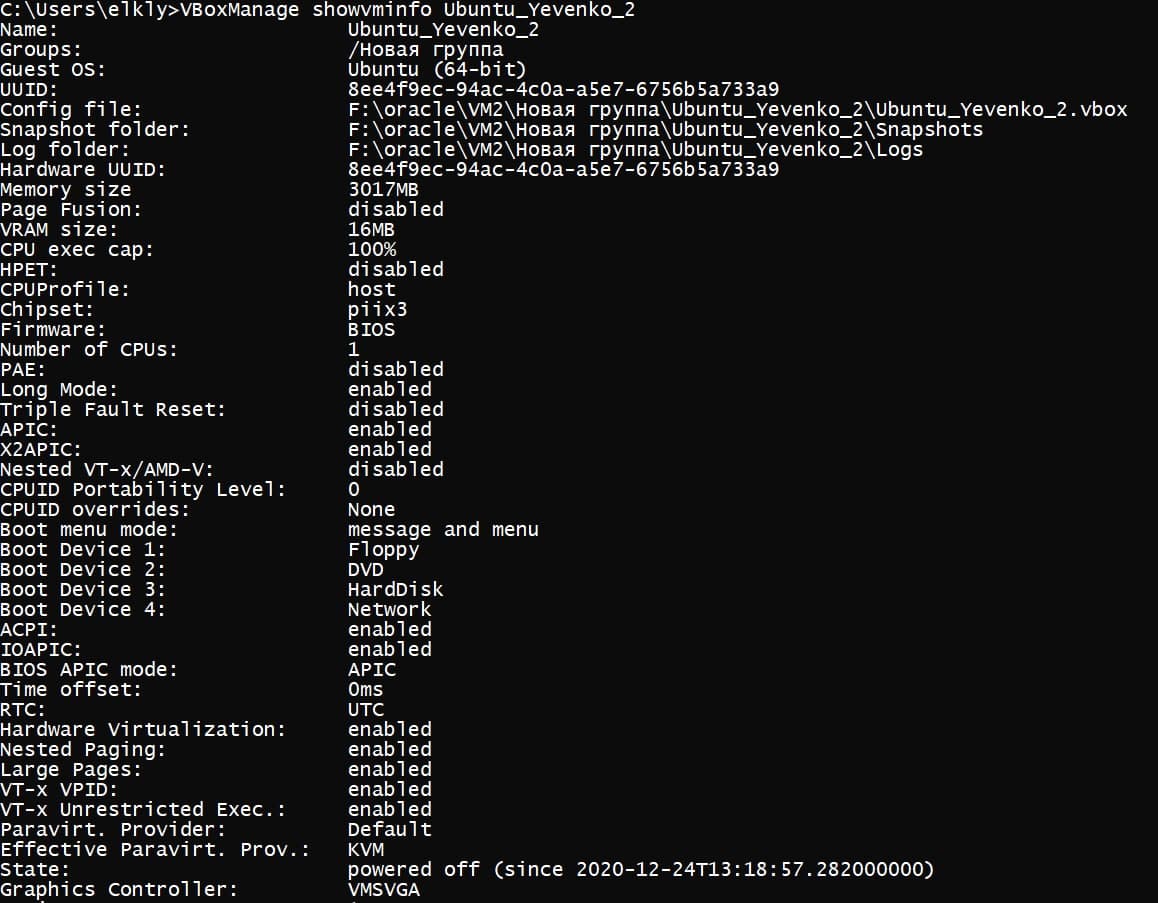 C:\Users\elkly>VBoxManage showvminfo Ubuntu_Yevenko_2
Name: Ubuntu_Yevenko_2
Groups: /Новая группа
Guest OS: Ubuntu (64-bit)
UUID: 8ee4f9ec-94ac-4c0a-a5e7-6756b5a733a9
Config file: F:\oracle\VM2\Новая группа\Ubuntu_Yevenko_2\Ubuntu_Yevenko_2.vbox
Snapshot folder: F:\oracle\VM2\Новая группа\Ubuntu_Yevenko_2\Snapshots
Log folder: F:\oracle\VM2\Новая группа\Ubuntu_Yevenko_2\Logs
Hardware UUID: 8ee4f9ec-94ac-4c0a-a5e7-6756b5a733a9
Memory size 3017MB
Page Fusion: disabled
VRAM size: 16MB
CPU exec cap: 100%
HPET: disabled
CPUProfile: host
Chipset: piix3
Firmware: BIOS
Number of CPUs: 1
PAE: disabled
Long Mode: enabled
Triple Fault Reset: disabled
APIC: enabled
X2APIC: enabled
Nested VT-x/AMD-V: disabled
CPUID Portability Level: 0
CPUID overrides: None
Boot menu mode: message and menu
Boot Device 1: Floppy
Boot Device 2: DVD
Boot Device 3: HardDisk
Boot Device 4: Network
ACPI: enabled
IOAPIC: enabled
BIOS APIC mode: APIC
Time offset: 0ms
RTC: UTC
Hardware Virtualization: enabled
Nested Paging: enabled
Large Pages: enabled
VT-x VPID: enabled
VT-x Unrestricted Exec.: enabled
Paravirt. Provider: Default
Effective Paravirt. Prov.: KVM
State: powered off (since 2020-12-24T13:18:57.282000000)
Graphics Controller: VMSVGA